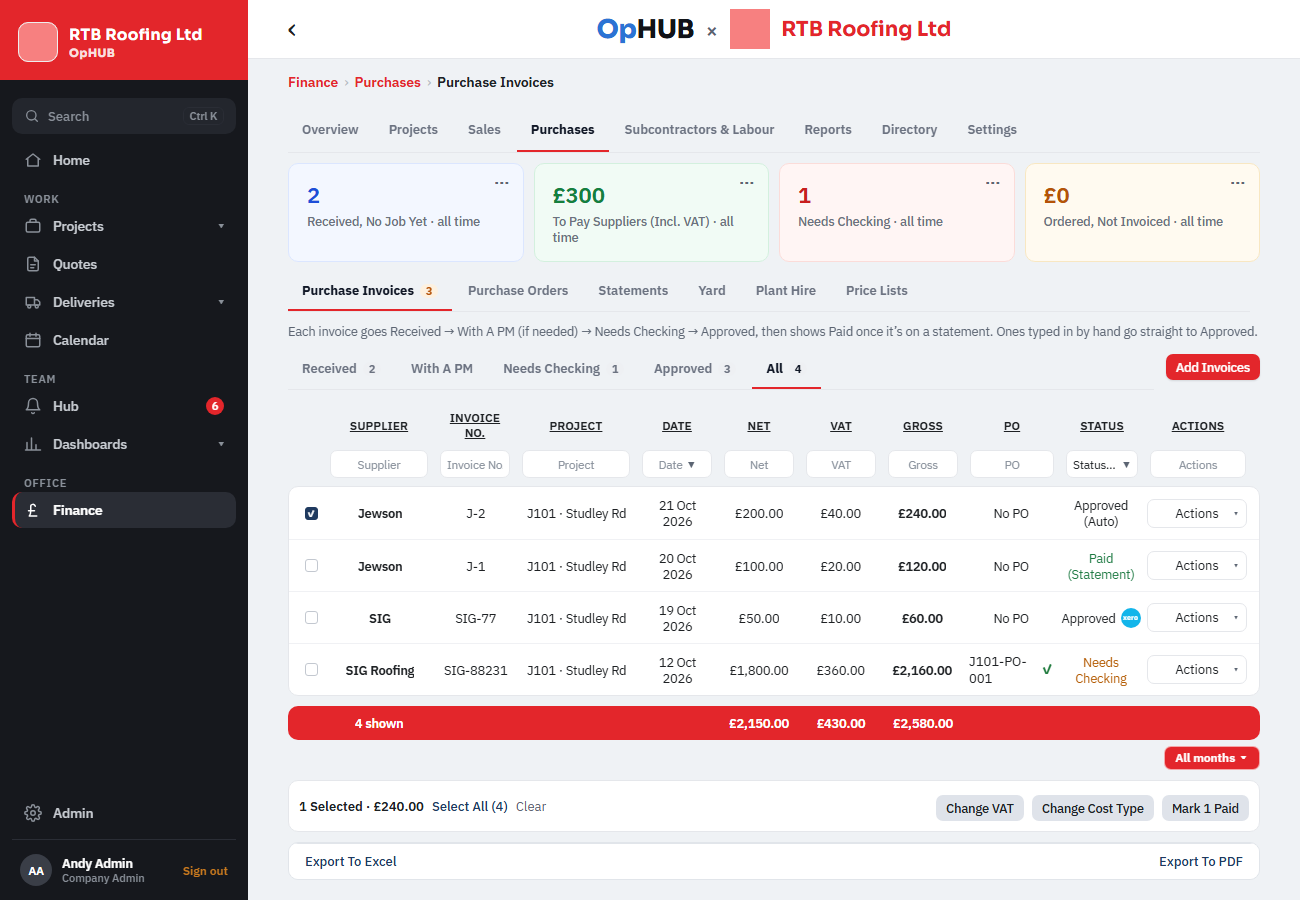 RTB Roofing Ltd
OpHUB
Search
Ctrl K
Home
WORK
Projects
Quotes
Deliveries
Calendar
TEAM
Hub
6
Dashboards
OFFICE
£ Finance
Admin
AA
Andy Admin
Company Admin
Sign out
OpHUB × RTB Roofing Ltd
Finance › Purchases › Purchase Invoices
Overview Projects Sales Purchases Subcontractors & Labour Reports Directory Settings
2
Received, No Job Yet · all time
£300
To Pay Suppliers (Incl. VAT) · all
time
1
Needs Checking · all time
£0
Ordered, Not Invoiced · all time
Purchase Invoices 3 Purchase Orders Statements Yard Plant Hire Price Lists
Each invoice goes Received → With A PM (if needed) → Needs Checking → Approved, then shows Paid once it's on a statement. Ones typed in by hand go straight to Approved.
Received 2 With A PM Needs Checking 1 Approved 3 All 4
Add Invoices
SUPPLIER INVOICE NO. PROJECT DATE NET VAT GROSS PO STATUS ACTIONS
Supplier Invoice No Project Date ▼ Net VAT Gross PO Status... ▼ Actions
Jewson J-2 J101 · Studley Rd 21 Oct 2026 £200.00 £40.00 £240.00 No PO Approved (Auto) Actions
Jewson J-1 J101 · Studley Rd 20 Oct 2026 £100.00 £20.00 £120.00 No PO Paid (Statement) Actions
SIG SIG-77 J101 · Studley Rd 19 Oct 2026 £50.00 £10.00 £60.00 No PO Approved xero Actions
SIG Roofing SIG-88231 J101 · Studley Rd 12 Oct 2026 £1,800.00 £360.00 £2,160.00 J101-PO-001 ✓ Needs Checking Actions
4 shown £2,150.00 £430.00 £2,580.00
All months
1 Selected · £240.00 Select All (4) Clear
Change VAT Change Cost Type Mark 1 Paid
Export To Excel
Export To PDF